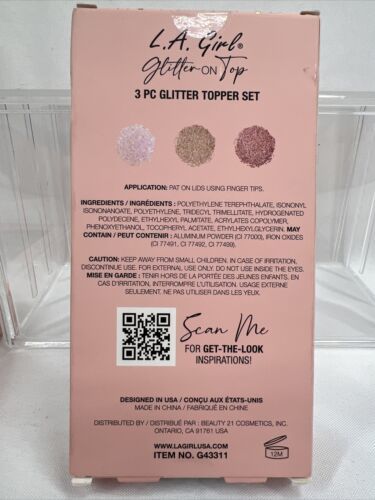 L.A. Girl®
Glitter ON Top
3 PC GLITTER TOPPER SET
APPLICATION: PAT ON LIDS USING FINGER TIPS.
INGREDIENTS / INGRÉDIENTS: POLYETHYLENE TEREPHTHALATE, ISONONYL
ISONONANOATE, POLYETHYLENE, TRIDECYL TRIMELLITATE, HYDROGENATED
POLYDECENE, ETHYLHEXYL PALMITATE, ACRYLATES COPOLYMER,
PHENOXYETHANOL, TOCOPHERYL ACETATE, ETHYLHEXYLGLYCERIN. MAY
CONTAIN / PEUT CONTENIR: ALUMINUM POWDER (CI 77000), IRON OXIDES
(CI 77491, CI 77492, CI 77499).
CAUTION: KEEP AWAY FROM SMALL CHILDREN. IN CASE OF IRRITATION,
DISCONTINUE USE. FOR EXTERNAL USE ONLY. DO NOT USE INSIDE THE EYES.
MISE EN GARDE: TENIR HORS DE LA PORTÉE DES JEUNES ENFANTS. EN
CAS D'IRRITATION, INTERROMPRE L'UTILISATION. USAGE EXTERNE
SEULEMENT. NE PAS UTILISER DANS LES YEUX.
Scan Me
FOR GET-THE-LOOK
INSPIRATIONS!
DESIGNED IN USA / CONÇU AUX ÉTATS-UNIS
MADE IN CHINA / FABRIQUÉ EN CHINE
DISTRIBUTED BY / DISTRIBUÉ PAR: BEAUTY 21 COSMETICS, INC.
ONTARIO, CA 91761 USA
WWW.LAGIRLUSA.COM
ITEM NO. G43311
12M